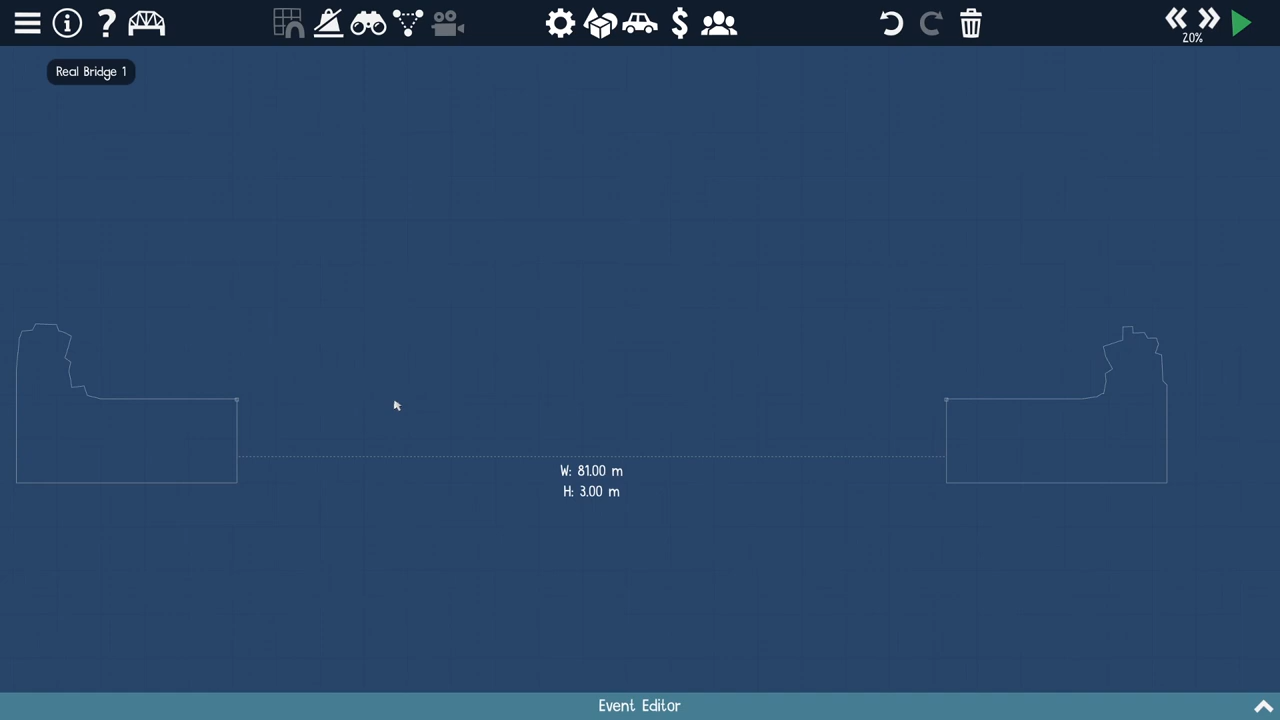 20%
Real Bridge 1
W: 81.00 m
H: 3.00 m
Event Editor